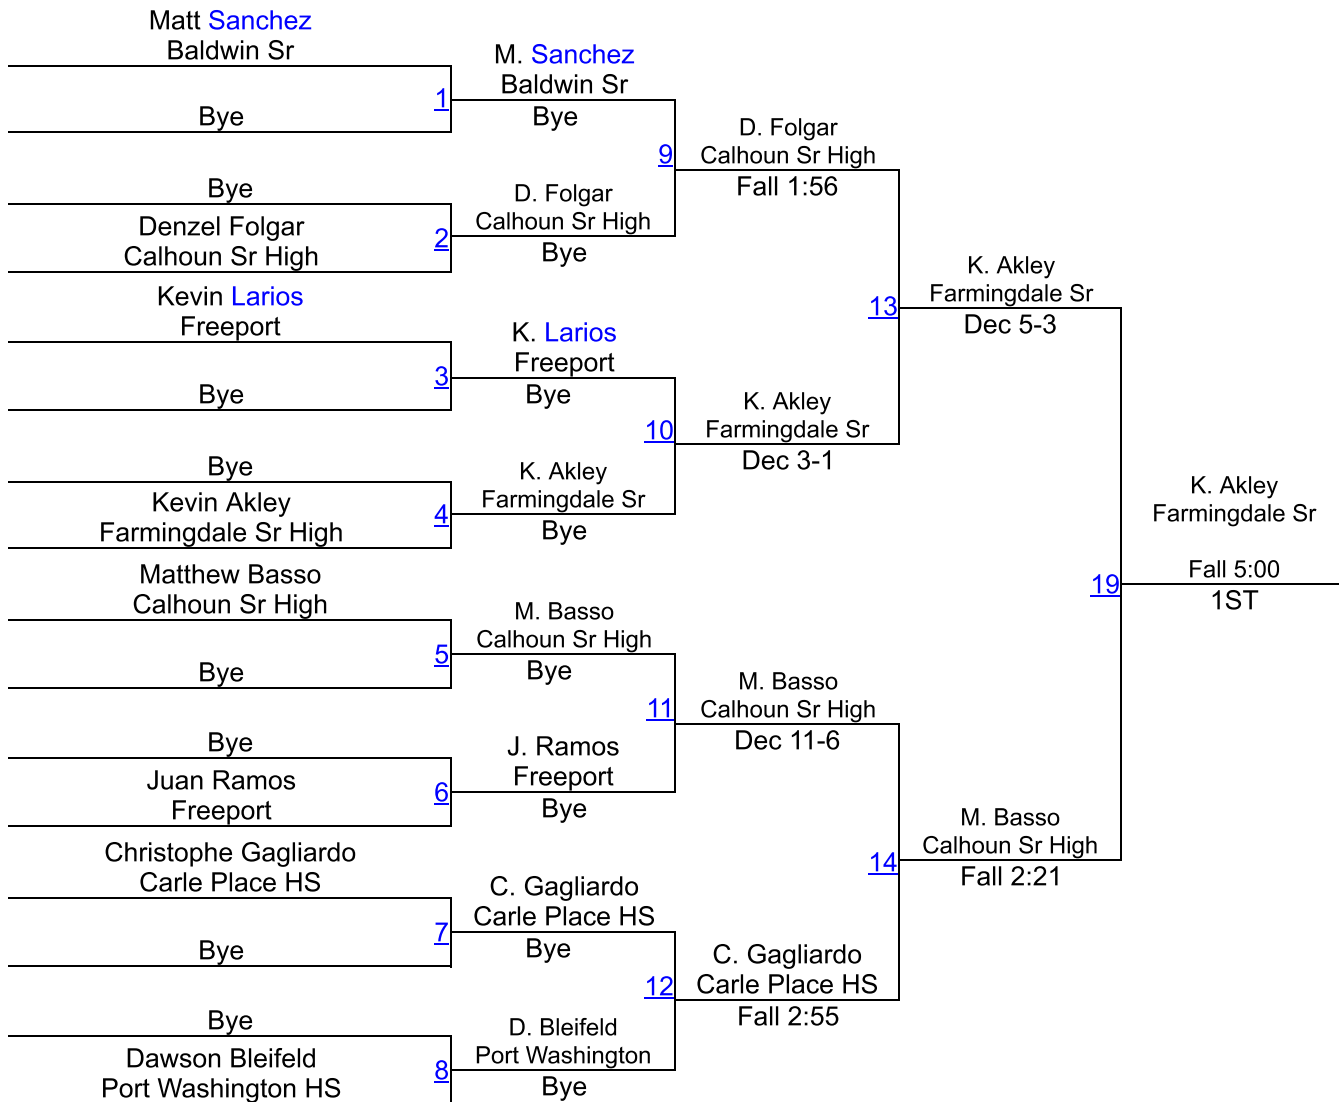 Matt Sanchez
Baldwin Sr
1
Bye
Bye
Denzel Folgar
Calhoun Sr High
2
Kevin Larios
Freeport
3
Bye
Bye
Kevin Akley
Farmingdale Sr High
4
Matthew Basso
Calhoun Sr High
5
Bye
Bye
Juan Ramos
Freeport
6
Christophe Gagliardo
Carle Place HS
7
Bye
Bye
Dawson Bleifeld
Port Washington HS
8
M. Sanchez
Baldwin Sr
Bye
9
D. Folgar
Calhoun Sr High
Bye
K. Larios
Freeport
Bye
10
K. Akley
Farmingdale Sr
Bye
M. Basso
Calhoun Sr High
Bye
11
J. Ramos
Freeport
Bye
C. Gagliardo
Carle Place HS
Bye
12
D. Bleifeld
Port Washington
Bye
D. Folgar
Calhoun Sr High
Fall 1:56
13
K. Akley
Farmingdale Sr
Dec 3-1
M. Basso
Calhoun Sr High
Dec 11-6
14
C. Gagliardo
Carle Place HS
Fall 2:55
K. Akley
Farmingdale Sr
Dec 5-3
19
M. Basso
Calhoun Sr High
Fall 2:21
K. Akley
Farmingdale Sr
Fall 5:00
1ST